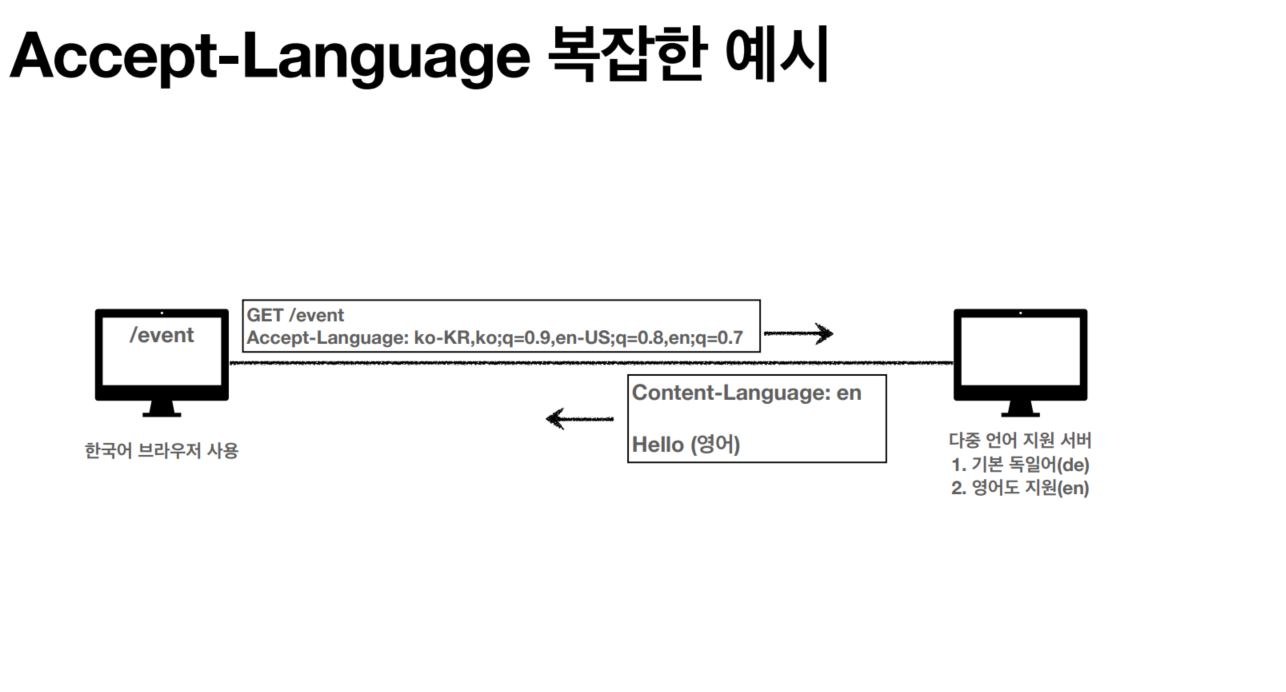 Accept-Language 복잡한 예시
/event
GET /event
Accept-Language: ko-KR,ko;q=0.9,en-US;q=0.8,en;q=0.7
Content-Language: en
Hello (영어)
한국어 브라우저 사용
다중 언어 지원 서버
1. 기본 독일어(de)
2. 영어도 지원(en)